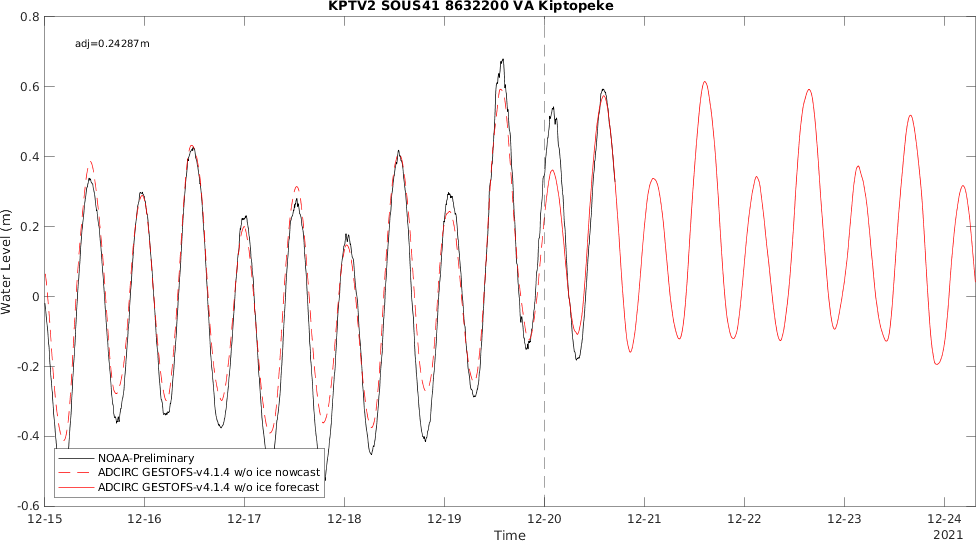 KPTV2 SOUS41 8632200 VA Kiptopeke
adj=0.24287m
0.8
0.6
0.4
0.2
0
-0.2
-0.4
-0.6
Water Level (m)
NOAA-Preliminary
ADCIRC GESTOFS-v4.1.4 w/o ice nowcast
ADCIRC GESTOFS-v4.1.4 w/o ice forecast
12-15 12-16 12-17 12-18 12-19 12-20 12-21 12-22 12-23 12-24
Time
2021